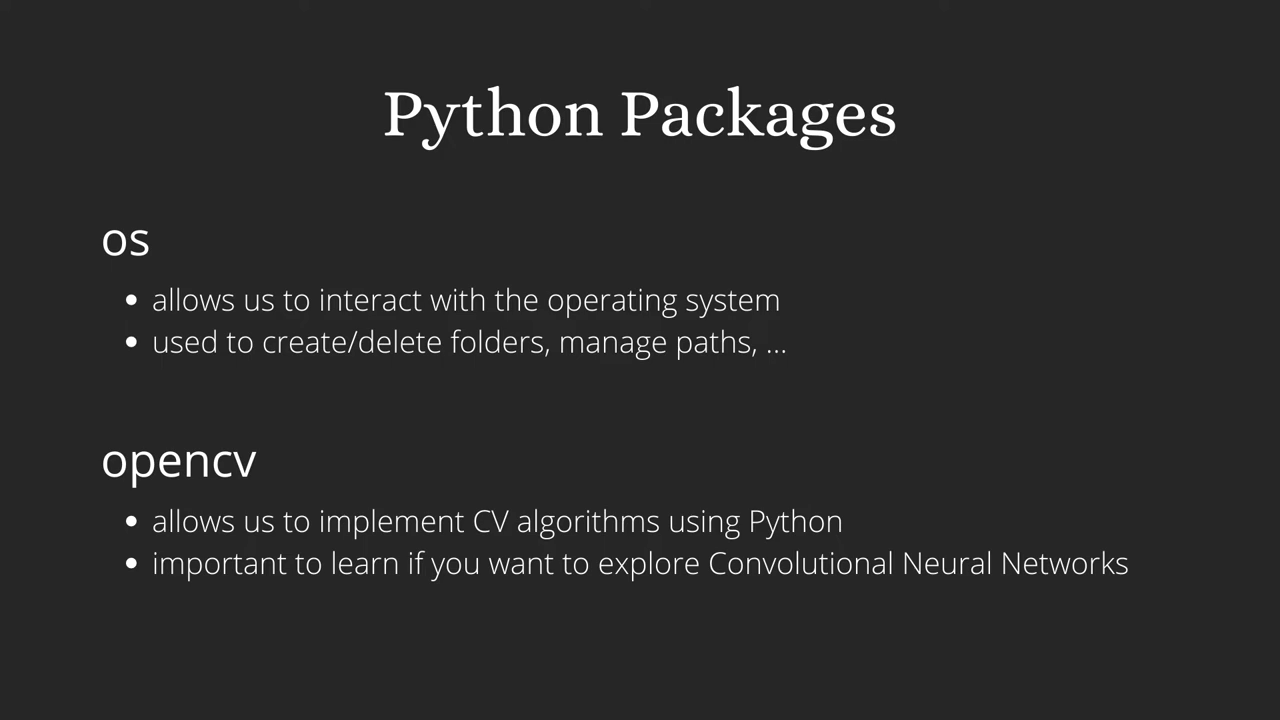 Python Packages
os
• allows us to interact with the operating system
• used to create/delete folders, manage paths, ...
opencv
• allows us to implement CV algorithms using Python
• important to learn if you want to explore Convolutional Neural Networks